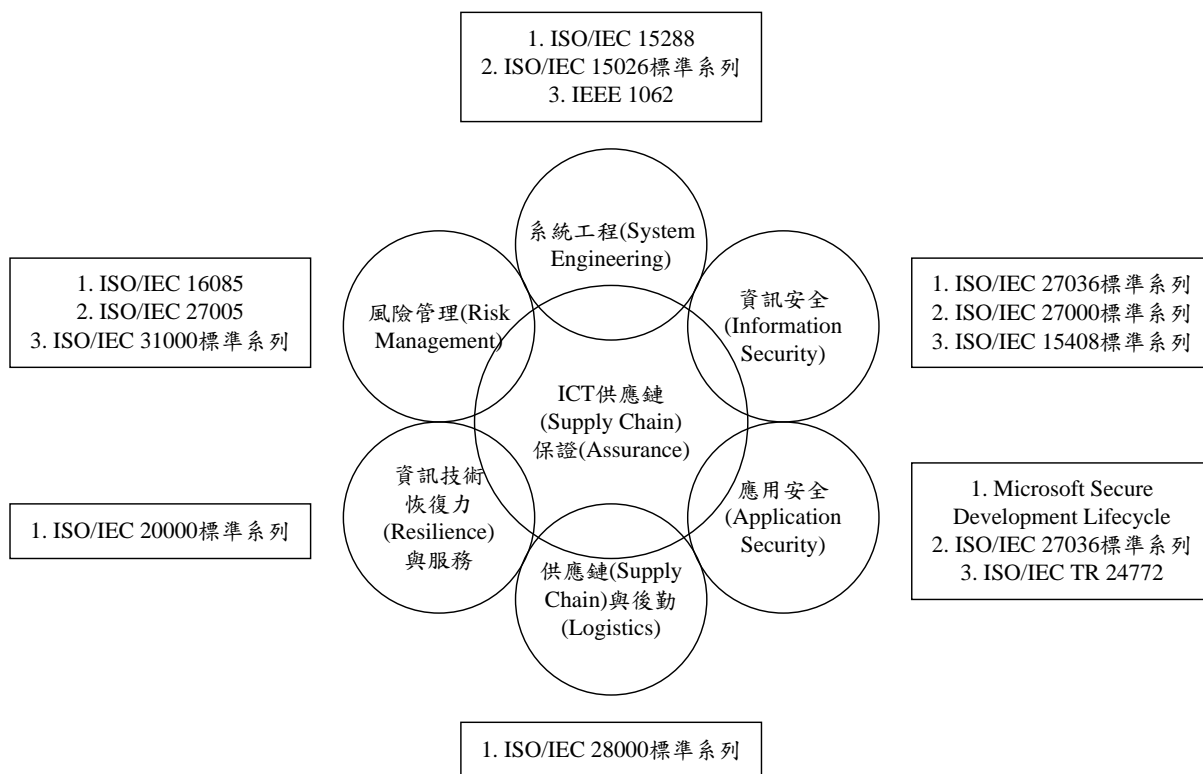 1. ISO/IEC 15288
2. ISO/IEC 15026標準系列
3. IEEE 1062
系統工程(System
Engineering)
1. ISO/IEC 16085
2. ISO/IEC 27005
3. ISO/IEC 31000標準系列
風險管理(Risk
Management)
資訊安全
(Information
Security)
1. ISO/IEC 27036標準系列
2. ISO/IEC 27000標準系列
3. ISO/IEC 15408標準系列
ICT供應鏈
(Supply Chain)
保證(Assurance)
1. ISO/IEC 20000標準系列
資訊技術
恢復力
(Resilience)
與服務
應用安全
(Application
Security)
1. Microsoft Secure
Development Lifecycle
2. ISO/IEC 27036標準系列
3. ISO/IEC TR 24772
供應鏈(Supply
Chain)與後勤
(Logistics)
1. ISO/IEC 28000標準系列